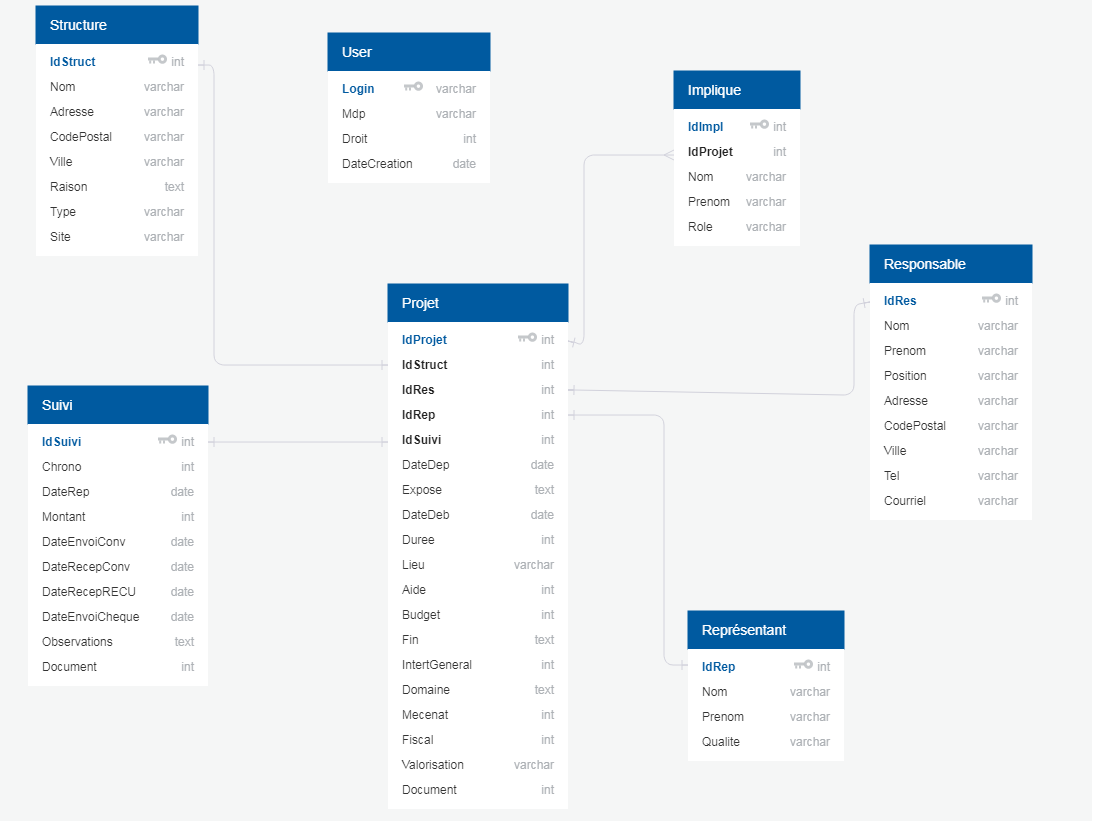 Structure
IdStruct int
Nom varchar
Adresse varchar
CodePostal varchar
Ville varchar
Raison text
Type varchar
Site varchar
User
Login varchar
Mdp varchar
Droit int
DateCreation date
Implique
IdImpl int
IdProjet int
Nom varchar
Prenom varchar
Role varchar
Responsable
IdRes int
Nom varchar
Prenom varchar
Position varchar
Adresse varchar
CodePostal varchar
Ville varchar
Tel varchar
Courriel varchar
Projet
IdProjet int
IdStruct int
IdRes int
IdRep int
IdSuivi int
DateDep date
Expose text
DateDeb date
Duree int
Lieu varchar
Aide int
Budget int
Fin text
IntertGeneral int
Domaine text
Mecenat int
Fiscal int
Valorisation varchar
Document int
Suivi
IdSuivi int
Chrono int
DateRep date
Montant int
DateEnvoiConv date
DateRecepConv date
DateRecepRECU date
DateEnvoiCheque date
Observations text
Document int
Représentant
IdRep int
Nom varchar
Prenom varchar
Qualite varchar